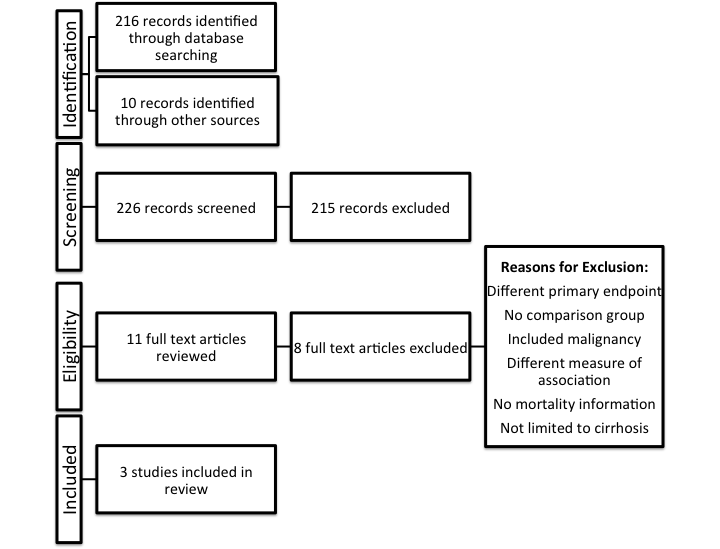 Identification
216 records identified
through database
searching
10 records identified
through other sources
Screening
226 records screened
215 records excluded
Eligibility
11 full text articles
reviewed
8 full text articles excluded
Reasons for Exclusion:
Different primary endpoint
No comparison group
Included malignancy
Different measure of
association
No mortality information
Not limited to cirrhosis
Included
3 studies included in
review